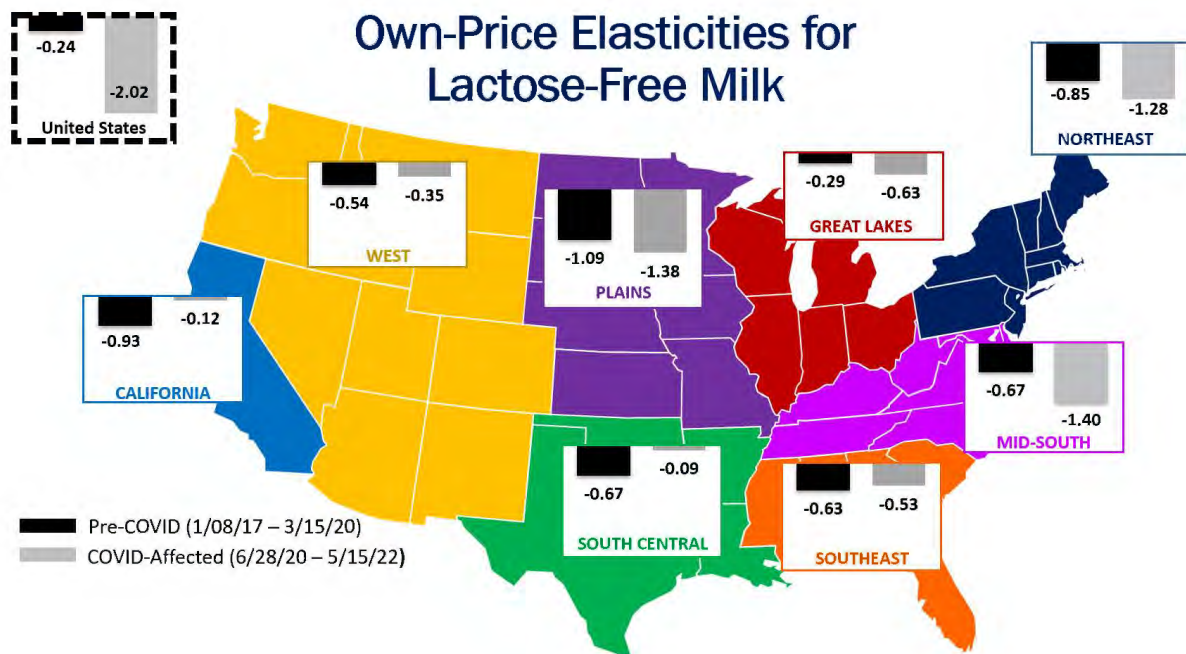 Own-Price Elasticities for
Lactose-Free Milk
-0.24
-2.02
United States
-0.85
-1.28
NORTHEAST
-0.54
-0.35
WEST
-1.09
-1.38
PLAINS
-0.29
-0.63
GREAT LAKES
-0.93
-0.12
CALIFORNIA
-0.67
-1.40
MID-SOUTH
-0.67
-0.09
SOUTH CENTRAL
-0.63
-0.53
SOUTHEAST
Pre-COVID (1/08/17 – 3/15/20)
COVID-Affected (6/28/20 – 5/15/22)